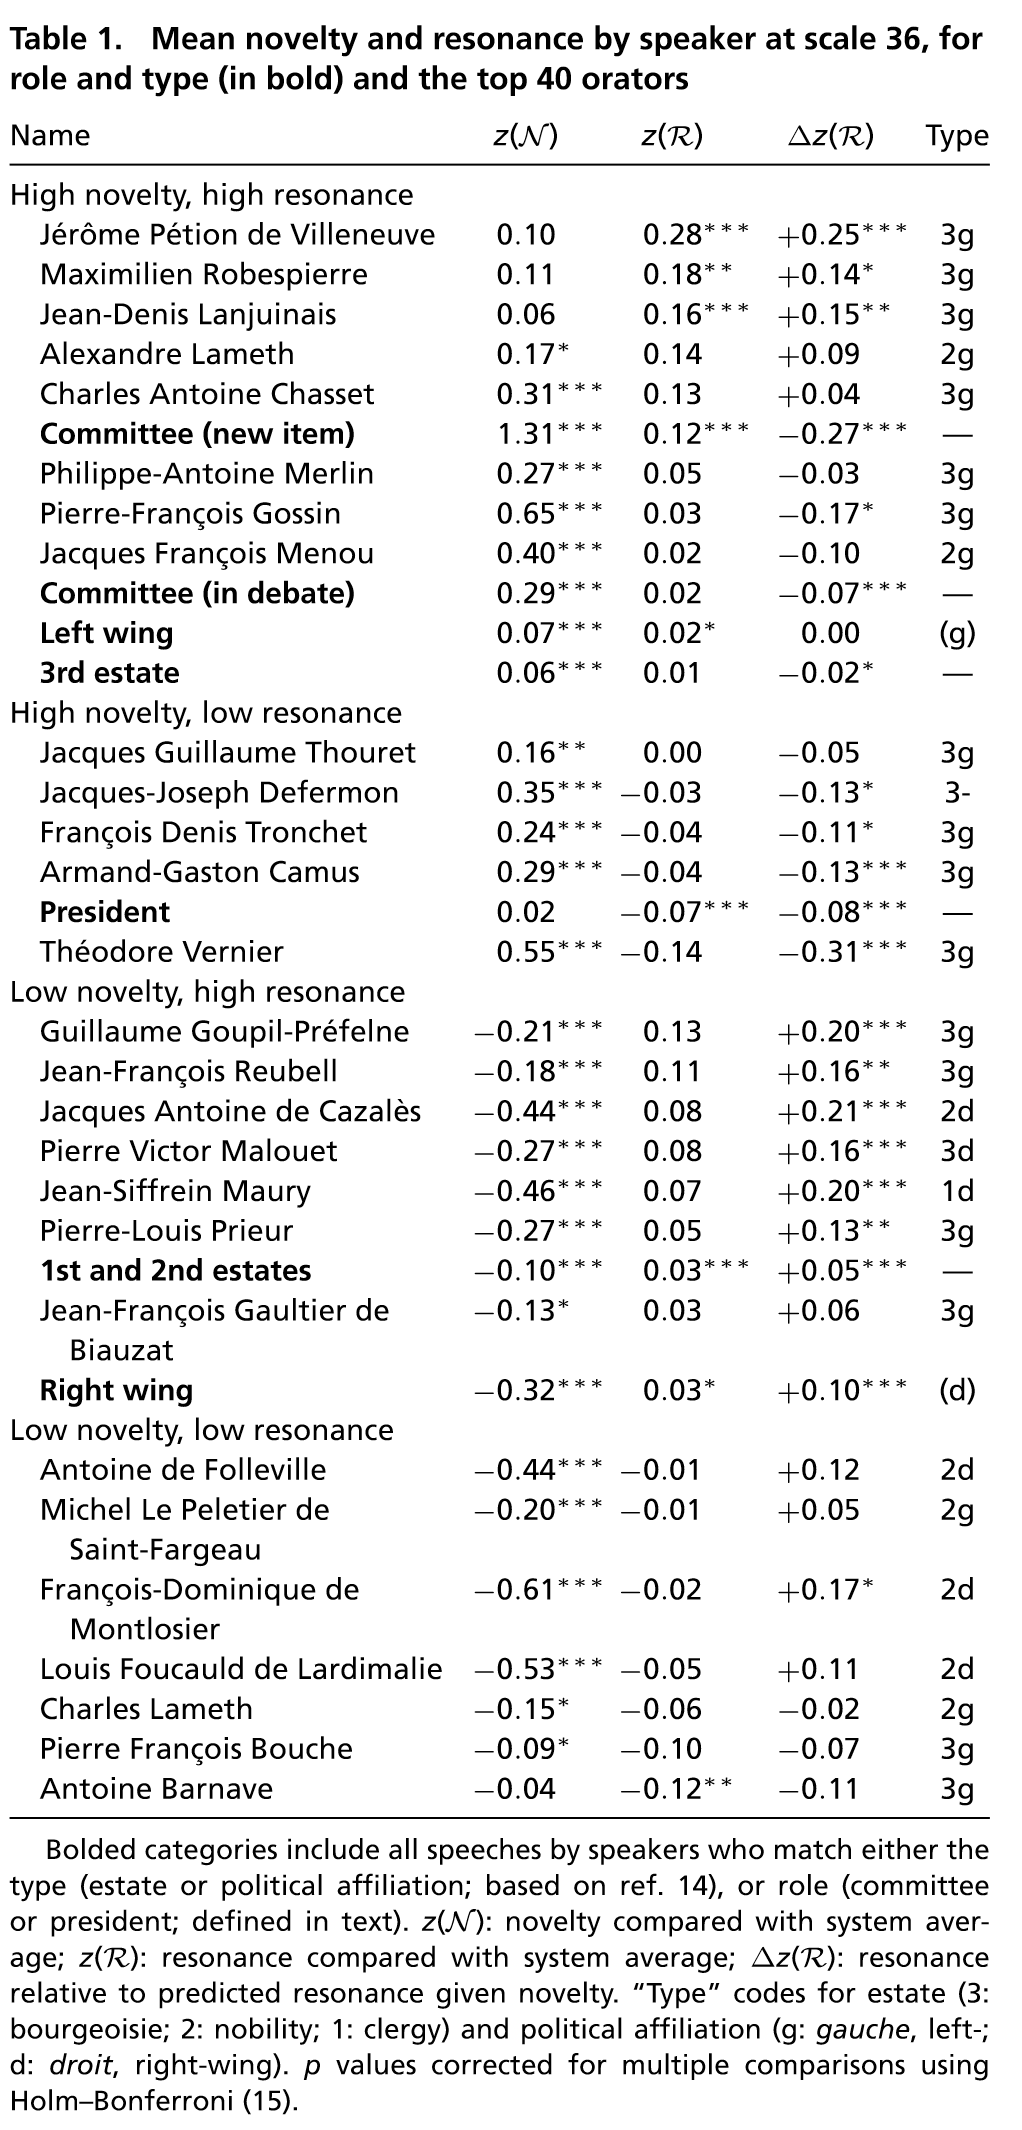 Table 1. Mean novelty and resonance by speaker at scale 36, for
role and type (in bold) and the top 40 orators
Name z(𝒩) z(ℛ) Δz(ℛ) Type
High novelty, high resonance
Jérôme Pétion de Villeneuve 0.10 0.28*** +0.25*** 3g
Maximilien Robespierre 0.11 0.18** +0.14* 3g
Jean-Denis Lanjuinais 0.06 0.16*** +0.15** 3g
Alexandre Lameth 0.17* 0.14 +0.09 2g
Charles Antoine Chasset 0.31*** 0.13 +0.04 3g
Committee (new item) 1.31*** 0.12*** −0.27*** —
Philippe-Antoine Merlin 0.27*** 0.05 −0.03 3g
Pierre-François Gossin 0.65*** 0.03 −0.17* 3g
Jacques François Menou 0.40*** 0.02 −0.10 2g
Committee (in debate) 0.29*** 0.02 −0.07*** —
Left wing 0.07*** 0.02* 0.00 (g)
3rd estate 0.06*** 0.01 −0.02* —
High novelty, low resonance
Jacques Guillaume Thouret 0.16** 0.00 −0.05 3g
Jacques-Joseph Defermon 0.35*** −0.03 −0.13* 3-
François Denis Tronchet 0.24*** −0.04 −0.11* 3g
Armand-Gaston Camus 0.29*** −0.04 −0.13*** 3g
President 0.02 −0.07*** −0.08*** —
Théodore Vernier 0.55*** −0.14 −0.31*** 3g
Low novelty, high resonance
Guillaume Goupil-Préfelne −0.21*** 0.13 +0.20*** 3g
Jean-François Reubell −0.18*** 0.11 +0.16** 3g
Jacques Antoine de Cazalès −0.44*** 0.08 +0.21*** 2d
Pierre Victor Malouet −0.27*** 0.08 +0.16*** 3d
Jean-Siffrein Maury −0.46*** 0.07 +0.20*** 1d
Pierre-Louis Prieur −0.27*** 0.05 +0.13** 3g
1st and 2nd estates −0.10*** 0.03*** +0.05*** —
Jean-François Gaultier de −0.13* 0.03 +0.06 3g
Biauzat
Right wing −0.32*** 0.03* +0.10*** (d)
Low novelty, low resonance
Antoine de Folleville −0.44*** −0.01 +0.12 2d
Michel Le Peletier de −0.20*** −0.01 +0.05 2g
Saint-Fargeau
François-Dominique de −0.61*** −0.02 +0.17* 2d
Montlosier
Louis Foucauld de Lardimalie −0.53*** −0.05 +0.11 2d
Charles Lameth −0.15* −0.06 −0.02 2g
Pierre François Bouche −0.09* −0.10 −0.07 3g
Antoine Barnave −0.04 −0.12** −0.11 3g
Bolded categories include all speeches by speakers who match either the
type (estate or political affiliation; based on ref. 14), or role (committee
or president; defined in text). z(𝒩): novelty compared with system aver-
age; z(ℛ): resonance compared with system average; Δz(ℛ): resonance
relative to predicted resonance given novelty. “Type” codes for estate (3:
bourgeoisie; 2: nobility; 1: clergy) and political affiliation (g: gauche, left-;
d: droit, right-wing). p values corrected for multiple comparisons using
Holm–Bonferroni (15).